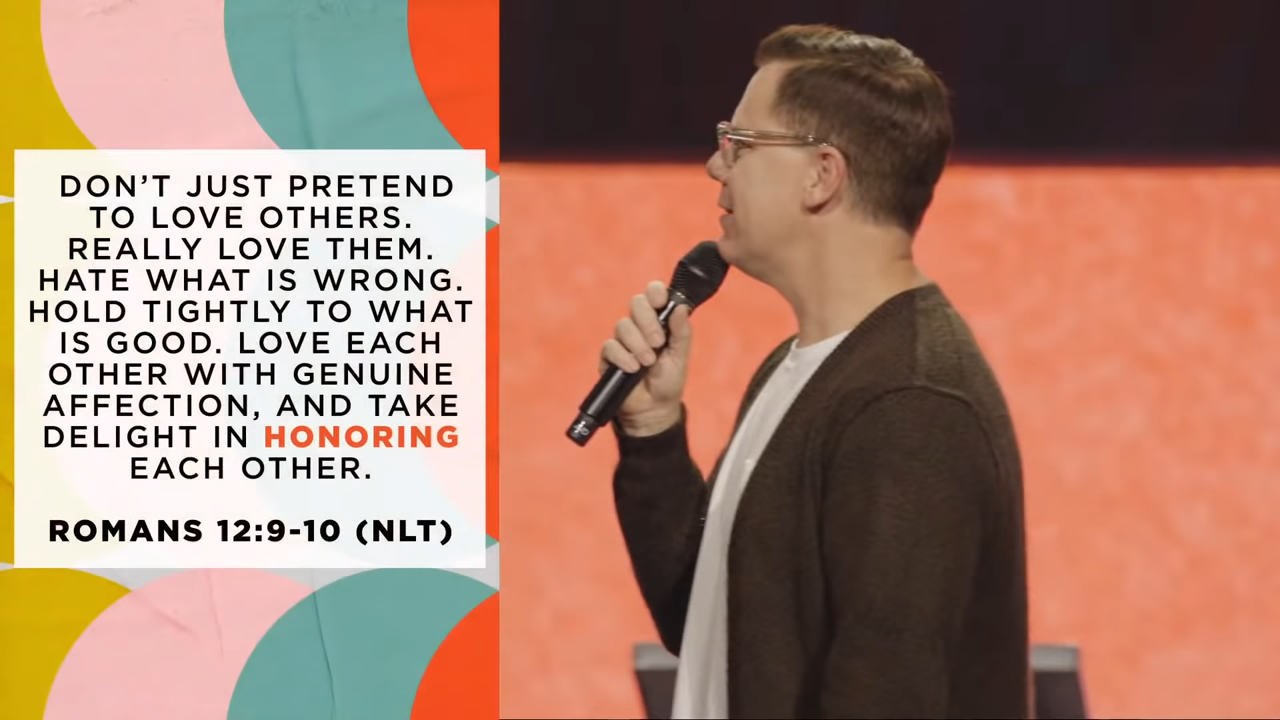 DON’T JUST PRETEND
TO LOVE OTHERS.
REALLY LOVE THEM.
HATE WHAT IS WRONG.
HOLD TIGHTLY TO WHAT
IS GOOD. LOVE EACH
OTHER WITH GENUINE
AFFECTION, AND TAKE
DELIGHT IN HONORING
EACH OTHER.
ROMANS 12:9-10 (NLT)